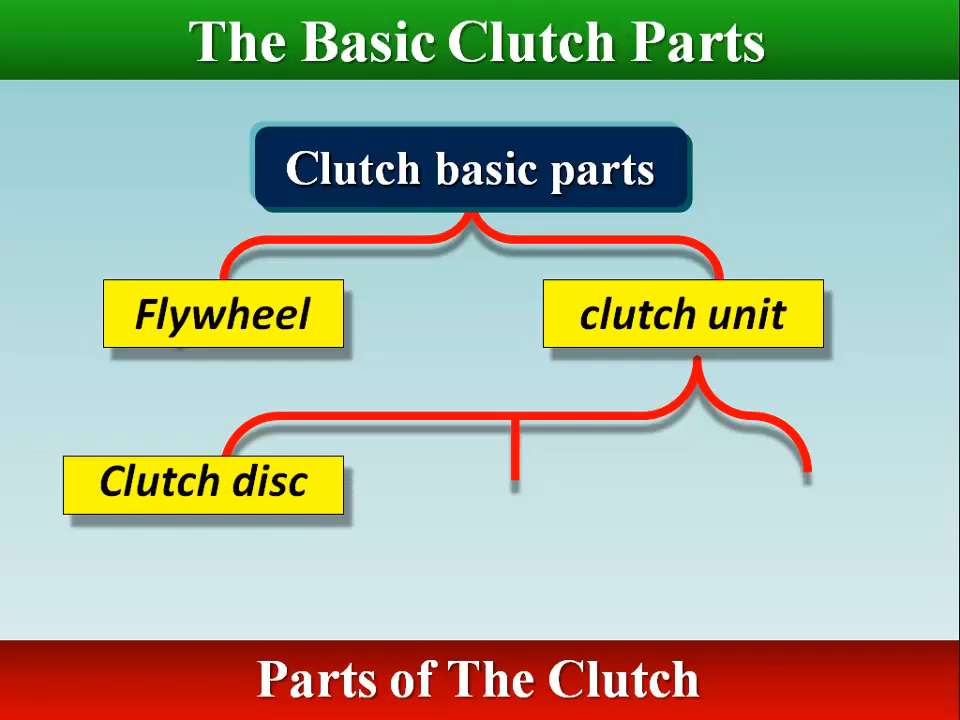 The Basic Clutch Parts
Clutch basic parts
Flywheel
clutch unit
Clutch disc
Parts of The Clutch